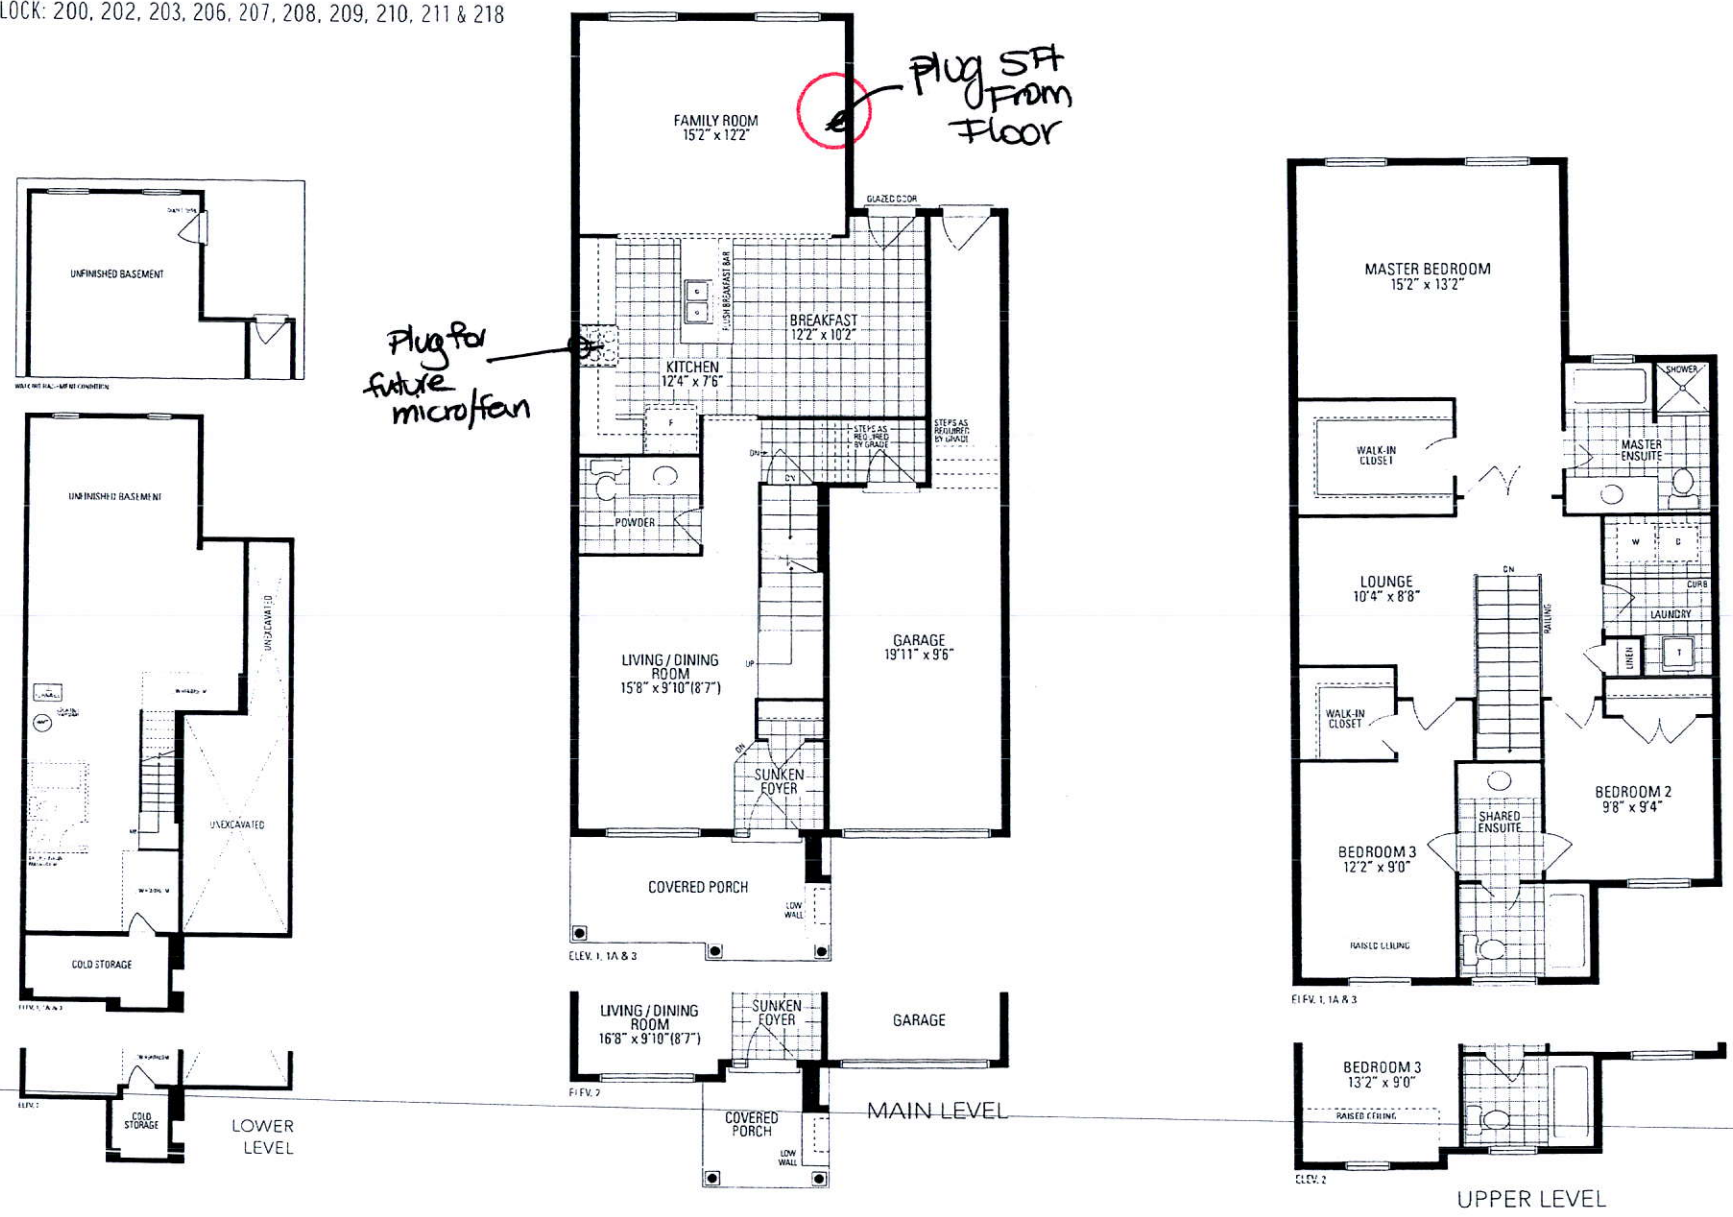 LOCK: 200, 202, 203, 206, 207, 208, 209, 210, 211 & 218
UNFINISHED BASEMENT
UNFINISHED BASEMENT
UNEXCAVATED
UNEXCAVATED
COLD STORAGE
COLD
STORAGE
LOWER
LEVEL
FAMILY ROOM
15'2" x 12'2"
plug 5ft
From
Floor
GLAZED DOOR
FLUSH BREAKFAST BAR
BREAKFAST
12'2" x 10'2"
Plug for
future
micro/fan
KITCHEN
12'4" x 7'6"
F
STEPS AS
REQUIRED
BY GRADE
STEPS AS
REQUIRED
BY GRADE
DN
DN
POWDER
LIVING / DINING
ROOM
15'8" x 9'10"(8'7")
UP
GARAGE
19'11" x 9'6"
DN
SUNKEN
FOYER
COVERED PORCH
LOW
WALL
ELEV. 1, 1A & 3
LIVING / DINING
ROOM
16'8" x 9'10"(8'7")
SUNKEN
FOYER
GARAGE
ELEV. 2
COVERED
PORCH
LOW
WALL
MAIN LEVEL
MASTER BEDROOM
15'2" x 13'2"
SHOWER
WALK-IN
CLOSET
MASTER
ENSUITE
W
D
CURB
LAUNDRY
LOUNGE
10'4" x 8'8"
DN
RAILING
LINEN
T
WALK-IN
CLOSET
BEDROOM 2
9'8" x 9'4"
SHARED
ENSUITE
BEDROOM 3
12'2" x 9'0"
RAISED CEILING
ELEV. 1, 1A & 3
BEDROOM 3
13'2" x 9'0"
RAISED CEILING
ELEV. 2
UPPER LEVEL